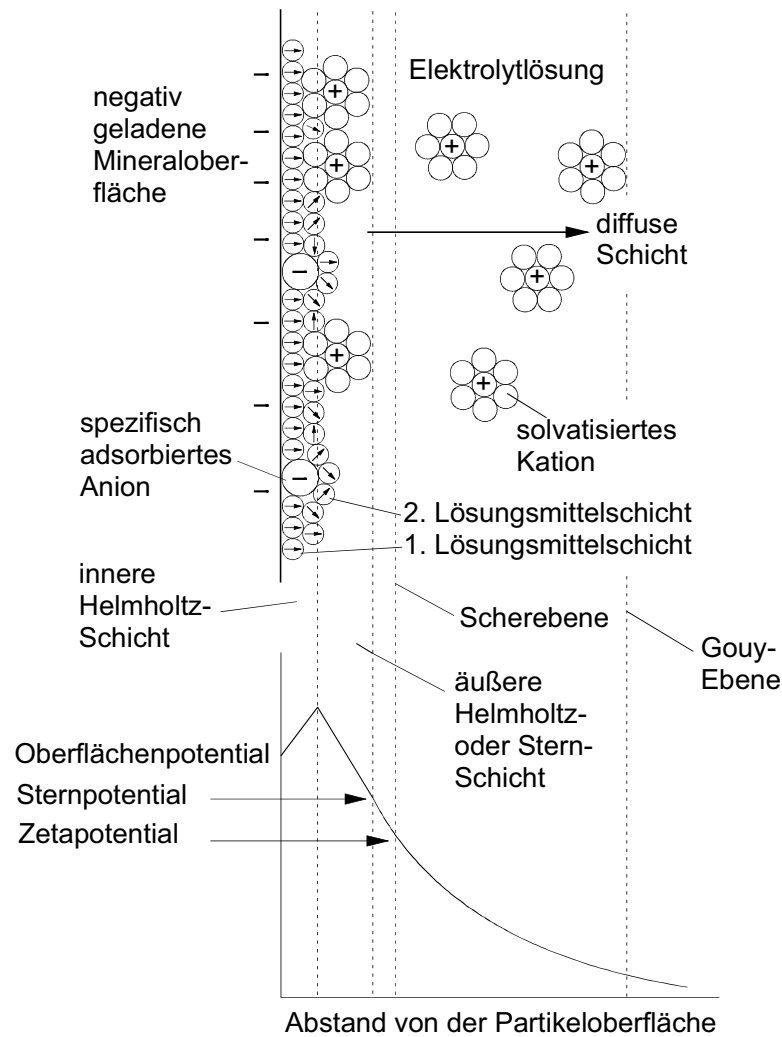 Elektrolytlösung
negativ
geladene
Mineralober-
fläche
+
+
+
+
+
+
+
diffuse
Schicht
–
–
–
–
–
–
–
–
–
spezifisch
adsorbiertes
Anion
solvatisiertes
Kation
2. Lösungsmittelschicht
1. Lösungsmittelschicht
innere
Helmholtz-
Schicht
Scherebene
Gouy-
Ebene
äußere
Helmholtz-
oder Stern-
Schicht
Oberflächenpotential
Sternpotential
Zetapotential
Abstand von der Partikeloberfläche